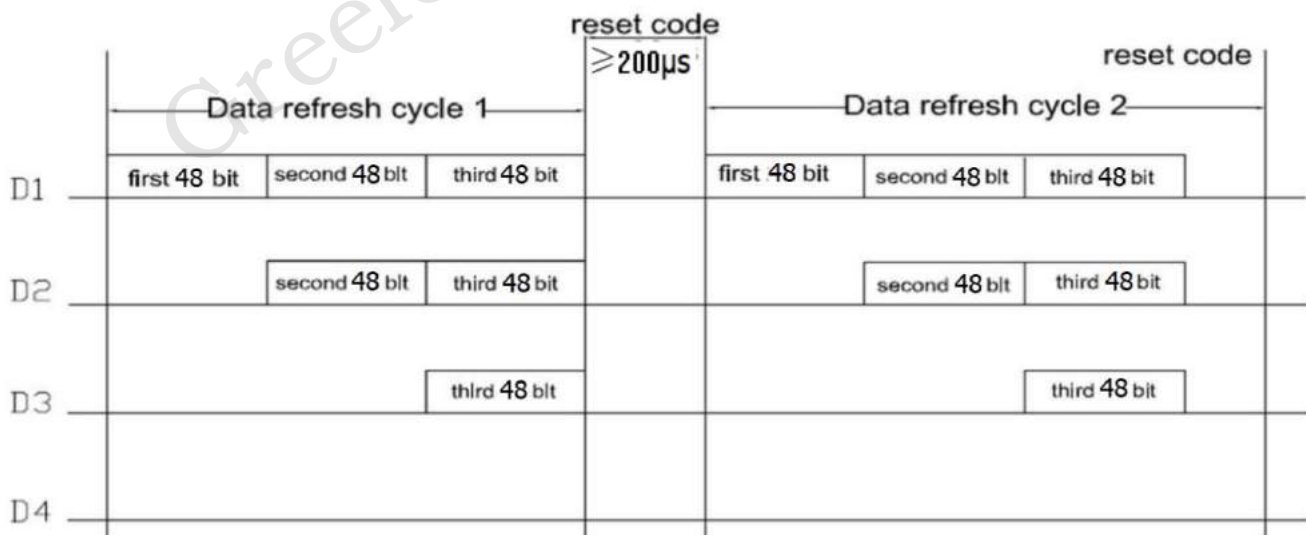 reset code
≥200μs
reset code
Data refresh cycle 1
Data refresh cycle 2
D1 first 48 bit second 48 blt third 48 bit first 48 bit second 48 blt third 48 bit
D2 second 48 blt third 48 bit second 48 blt third 48 bit
D3 third 48 blt third 48 bit
D4